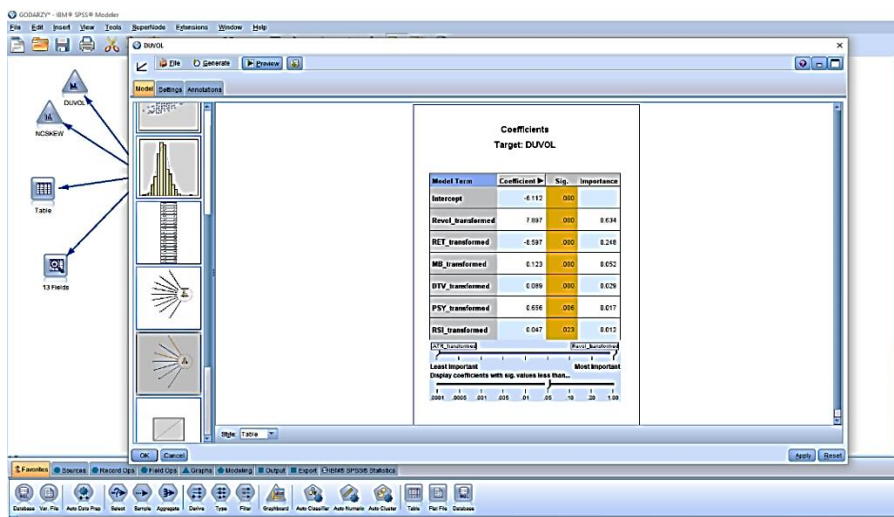 GODARZY* - IBM® SPSS® Modeler
File Edit Insert View Tools SuperNode Extensions Window Help
DUVOL
File Generate Preview
Model Settings Annotations
DUVOL
NCSKEW
Table
13 Fields
Coefficients
Target: DUVOL
Model Term Coefficient Sig. Importance
Intercept -6.112 .000
Revol_transformed 7.897 .000 0.634
RET_transformed .000 0.248
MB_transformed 0.123 .000 0.052
DTV_transformed 0.089 .000 0.029
PSY_transformed 0.656 .006 0.017
RSI_transformed 0.047 .023 0.012
ATR_transformed Revol_transformed
Least Important Most Important
Display coefficients with sig. values less than...
.0001 .0005 .001 .005 .01 .05 .10 .20 1.00
Style: Table
OK Cancel Apply Reset
Favorites Sources Record Ops Field Ops Graphs Modeling Output Export IBM® SPSS® Statistics
Database Var. File Auto Data Prep Select Sample Aggregate Derive Type Filter Graphboard Auto Classifier Auto Numeric Auto Cluster Table Flat File Database